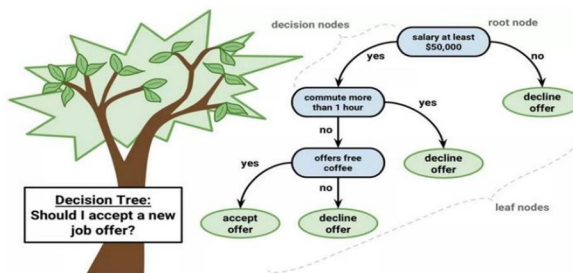 decision nodes
root node
salary at least
$50,000
yes
no
commute more
than 1 hour
yes
decline
offer
no
yes
offers free
coffee
decline
offer
no
Decision Tree:
Should I accept a new
job offer?
accept
offer
decline
offer
leaf nodes